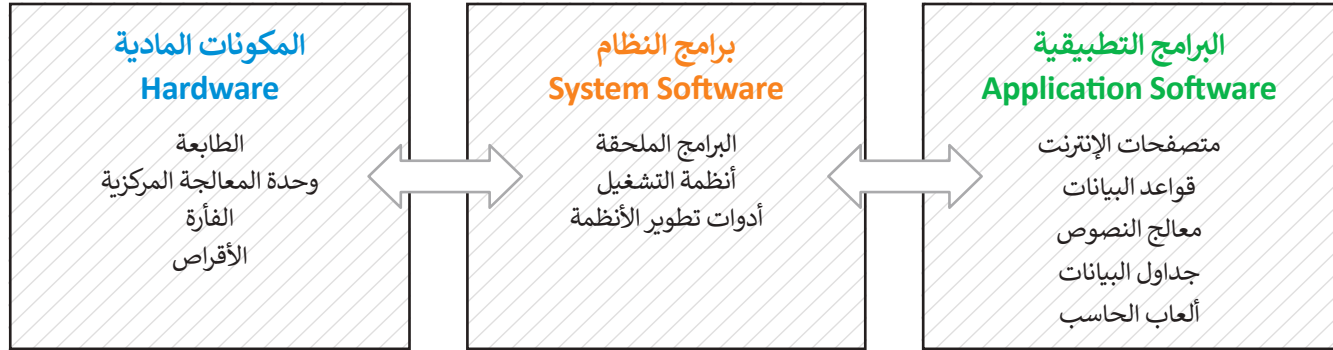 البرامج التطبيقية
Application Software
متصفحات الإنترنت
قواعد البيانات
معالج النصوص
جداول البيانات
ألعاب الحاسب
برامج النظام
System Software
البرامج الملحقة
أنظمة التشغيل
أدوات تطوير الأنظمة
المكونات المادية
Hardware
الطابعة
وحدة المعالجة المركزية
الفأرة
الأقراص